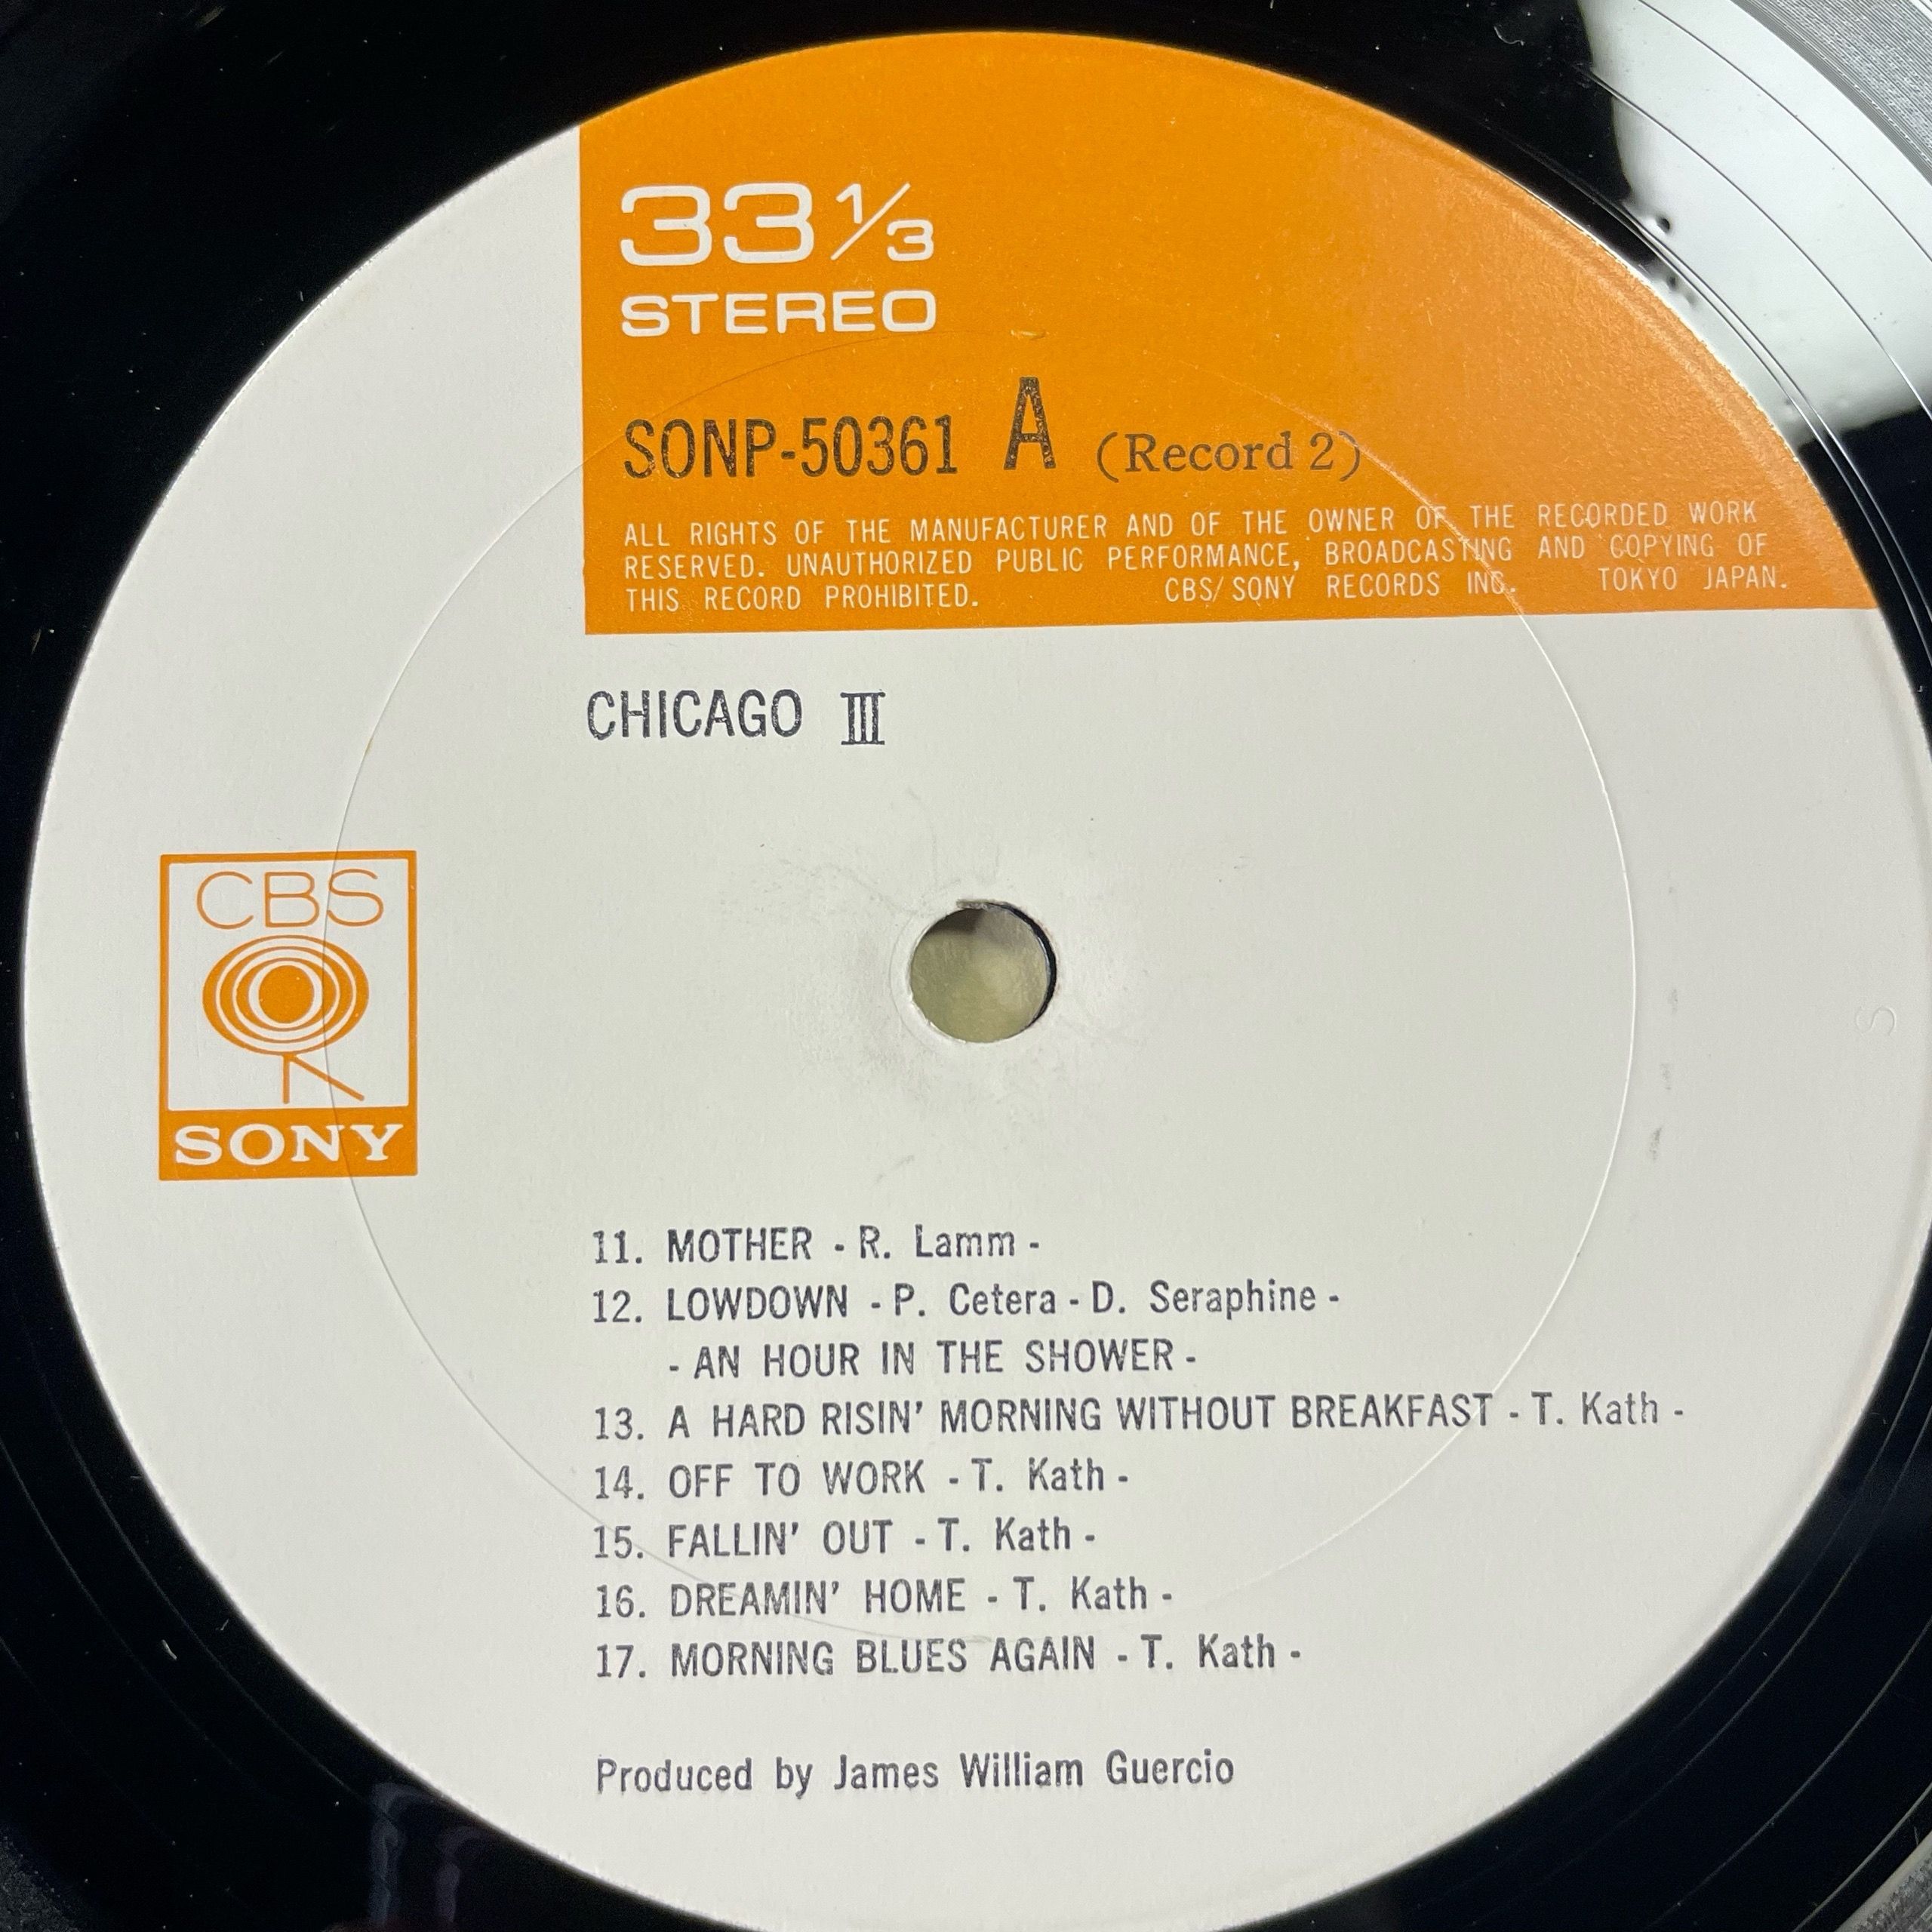 33 1/3
STEREO
SONP-50361 A (Record 2)
ALL RIGHTS OF THE MANUFACTURER AND OF THE OWNER OF THE RECORDED WORK
RESERVED. UNAUTHORIZED PUBLIC PERFORMANCE, BROADCASTING AND COPYING OF
THIS RECORD PROHIBITED. CBS/SONY RECORDS INC. TOKYO JAPAN.
CHICAGO III
CBS
SONY
S
11. MOTHER - R. Lamm -
12. LOWDOWN - P. Cetera - D. Seraphine -
- AN HOUR IN THE SHOWER -
13. A HARD RISIN' MORNING WITHOUT BREAKFAST - T. Kath -
14. OFF TO WORK - T. Kath -
15. FALLIN' OUT - T. Kath -
16. DREAMIN' HOME - T. Kath -
17. MORNING BLUES AGAIN - T. Kath -
Produced by James William Guercio